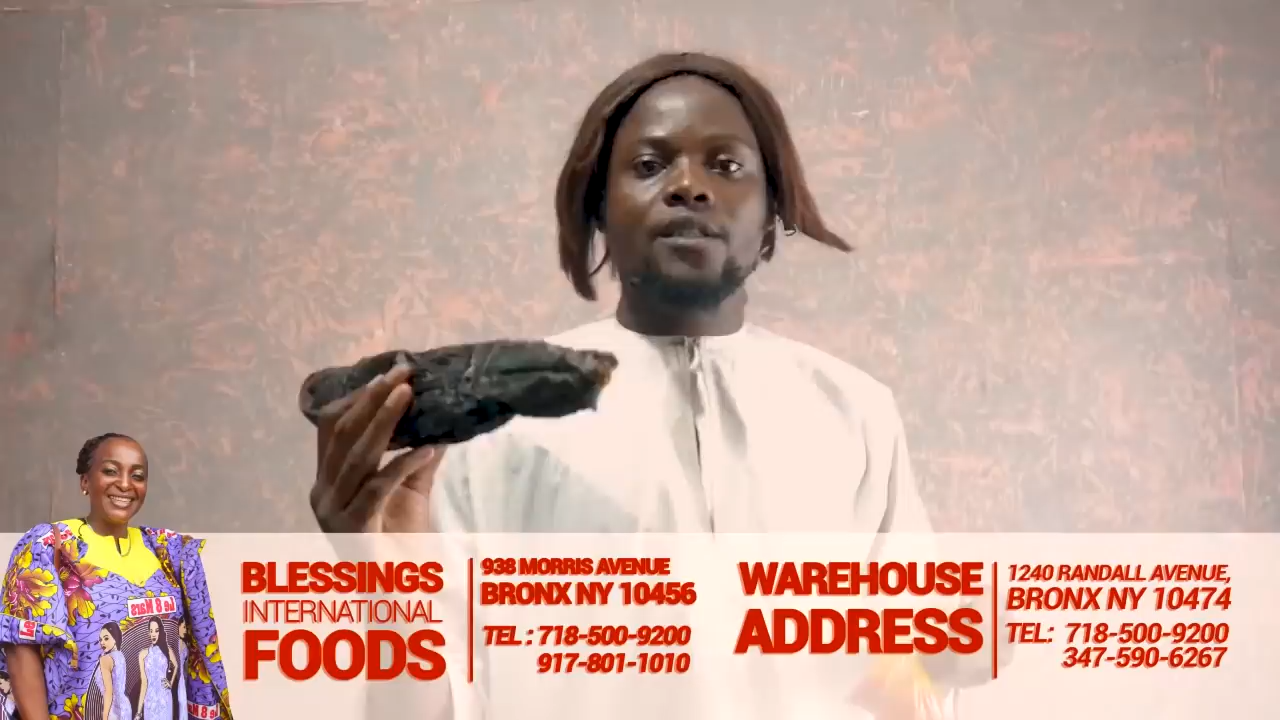 BLESSINGS
INTERNATIONAL
FOODS
938 MORRIS AVENUE
BRONX NY 10456
TEL : 718-500-9200
917-801-1010
WAREHOUSE
ADDRESS
1240 RANDALL AVENUE,
BRONX NY 10474
TEL: 718-500-9200
347-590-6267